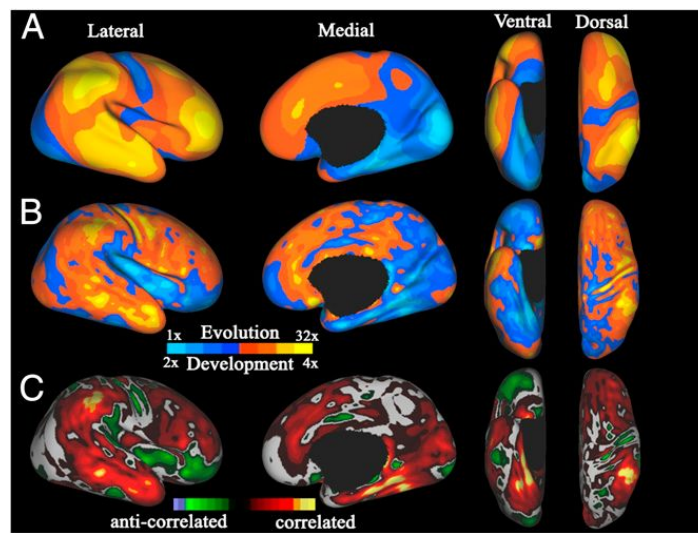 A
Lateral
Medial
Ventral
Dorsal
B
1x Evolution 32x
2x Development 4x
C
anti-correlated
correlated